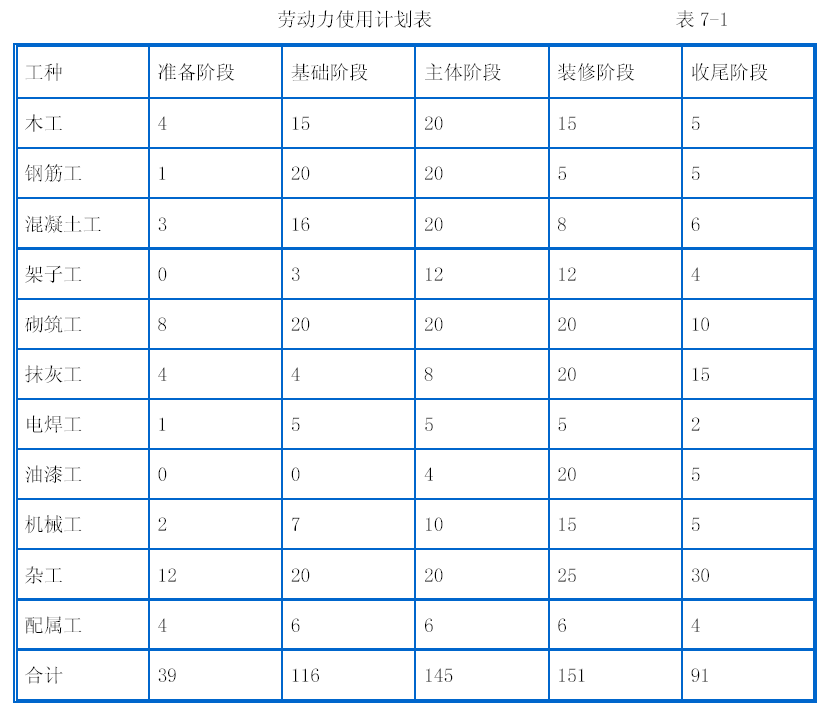 劳动力使用计划表 表 7-1
工种 准备阶段 基础阶段 主体阶段 装修阶段 收尾阶段
木工 4 15 20 15 5
钢筋工 1 20 20 5 5
混凝土工 3 16 20 8 6
架子工 0 3 12 12 4
砌筑工 8 20 20 20 10
抹灰工 4 4 8 20 15
电焊工 1 5 5 5 2
油漆工 0 0 4 20 5
机械工 2 7 10 15 5
杂工 12 20 20 25 30
配属工 4 6 6 6 4
合计 39 116 145 151 91